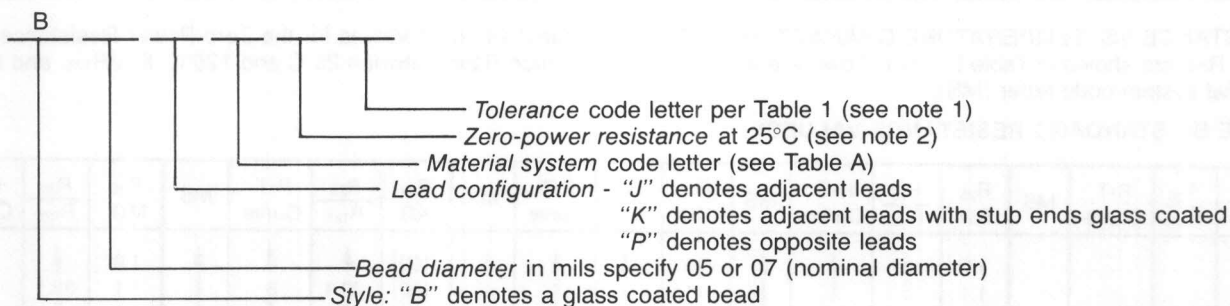 B
Tolerance code letter per Table 1 (see note 1)
Zero-power resistance at 25°C (see note 2)
Material system code letter (see Table A)
Lead configuration - "J" denotes adjacent leads
"K" denotes adjacent leads with stub ends glass coated
"P" denotes opposite leads
Bead diameter in mils specify 05 or 07 (nominal diameter)
Style: "B" denotes a glass coated bead